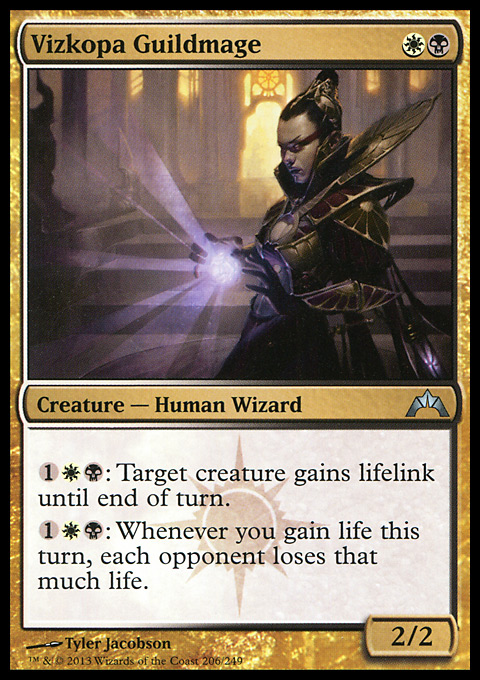 Vizkopa Guildmage
Creature — Human Wizard
1: Target creature gains lifelink
until end of turn.
1: Whenever you gain life this
turn, each opponent loses that
much life.
2/2
Tyler Jacobson
™ & © 2013 Wizards of the Coast 206/249